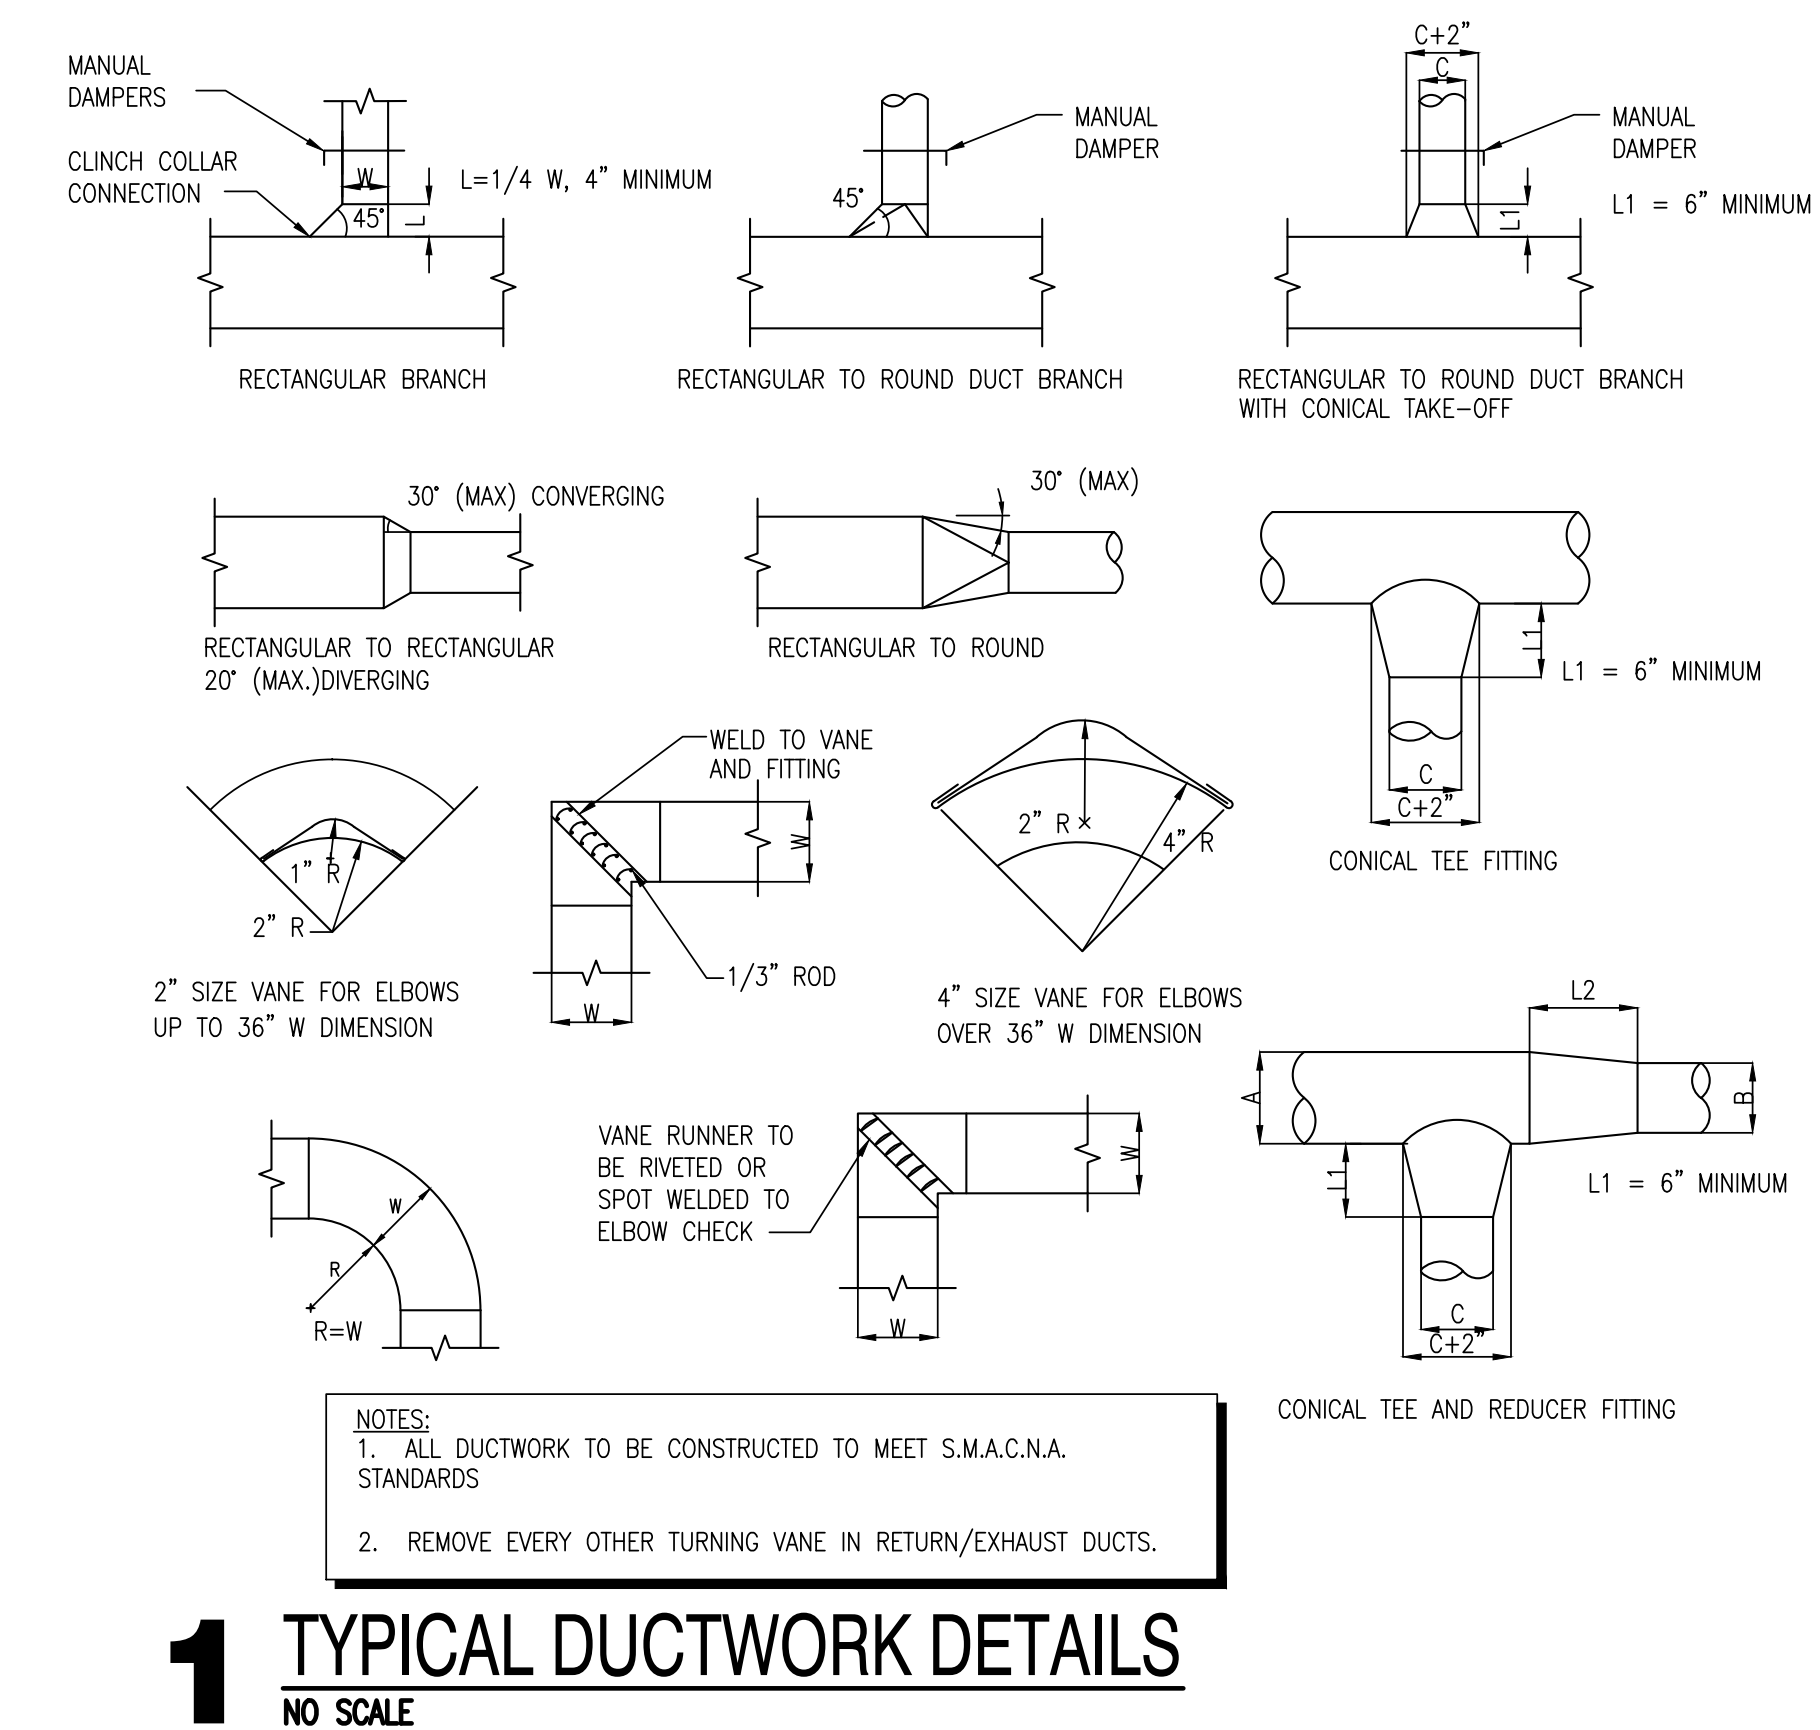 MANUAL
DAMPERS
CLINCH COLLAR
CONNECTION
W
45°
L
L=1/4 W, 4" MINIMUM
RECTANGULAR BRANCH
45°
MANUAL
DAMPER
RECTANGULAR TO ROUND DUCT BRANCH
C+2"
C
MANUAL
DAMPER
L1
L1 = 6" MINIMUM
RECTANGULAR TO ROUND DUCT BRANCH
WITH CONICAL TAKE-OFF
30° (MAX) CONVERGING
RECTANGULAR TO RECTANGULAR
20° (MAX.)DIVERGING
30° (MAX)
RECTANGULAR TO ROUND
L1
L1 = 6" MINIMUM
C
C+2"
CONICAL TEE FITTING
1" R
2" R
2" SIZE VANE FOR ELBOWS
UP TO 36" W DIMENSION
WELD TO VANE
AND FITTING
W
1/3" ROD
W
2" R
4" R
4" SIZE VANE FOR ELBOWS
OVER 36" W DIMENSION
L2
A
B
L1
L1 = 6" MINIMUM
C
C+2"
CONICAL TEE AND REDUCER FITTING
W
R
R=W
VANE RUNNER TO
BE RIVETED OR
SPOT WELDED TO
ELBOW CHECK
W
W
NOTES:
1. ALL DUCTWORK TO BE CONSTRUCTED TO MEET S.M.A.C.N.A.
STANDARDS
2. REMOVE EVERY OTHER TURNING VANE IN RETURN/EXHAUST DUCTS.
1 TYPICAL DUCTWORK DETAILS
NO SCALE